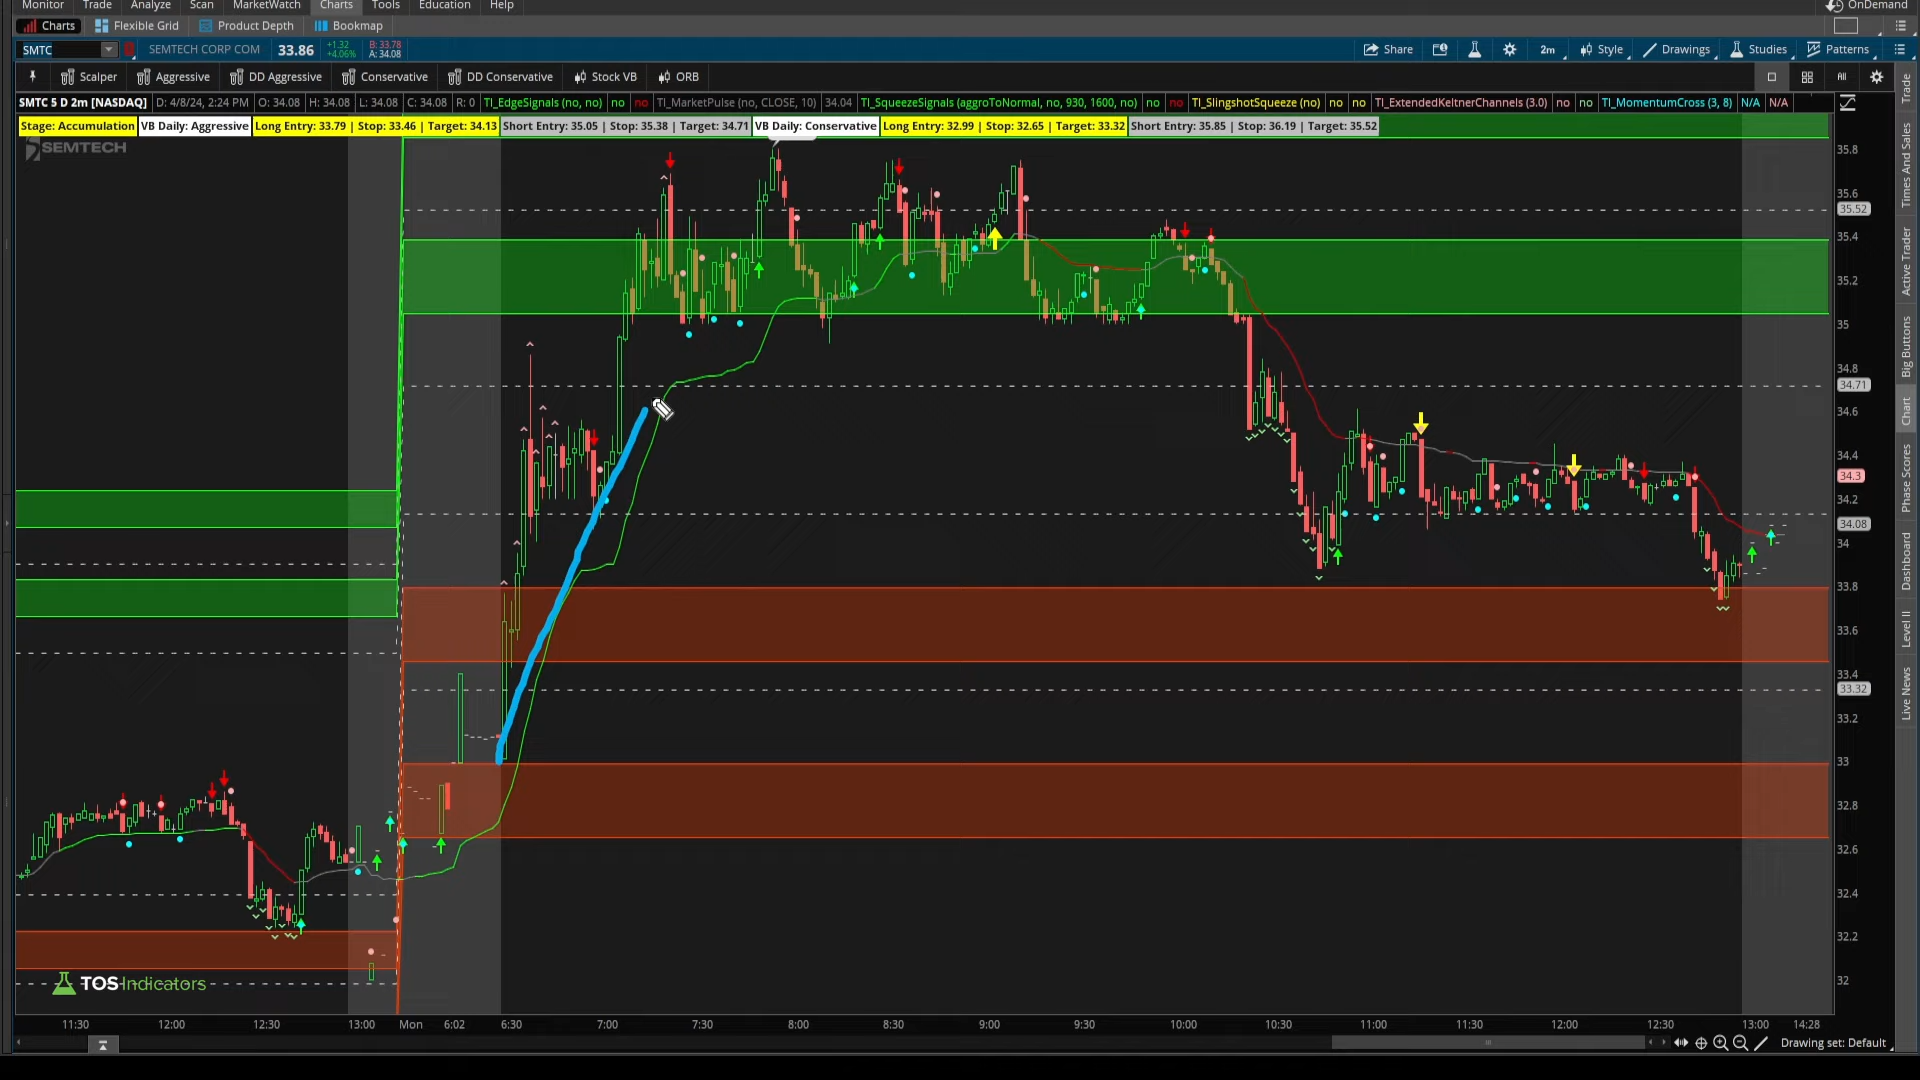 Monitor Trade Analyze Scan MarketWatch Charts Tools Education Help OnDemand
Charts Flexible Grid Product Depth Bookmap
SMTC SEMTECH CORP COM 33.86 +1.32 +4.06% B: 33.78 A: 34.08 Share 2m Style Drawings Studies Patterns
Scalper Aggressive DD Aggressive Conservative DD Conservative Stock VB ORB All
SMTC 5 D 2m [NASDAQ] D: 4/8/24, 2:24 PM O: 34.08 H: 34.08 L: 34.08 C: 34.08 R: 0 TI_EdgeSignals (no, no) no no TI_MarketPulse (no, CLOSE, 10) 34.04 TI_SqueezeSignals (aggroToNormal, no, 930, 1600, no) no no TI_SlingshotSqueeze (no) no no TI_ExtendedKeltnerChannels (3.0) no no TI_MomentumCross (3, 8) N/A N/A
Stage: Accumulation VB Daily: Aggressive Long Entry: 33.79 | Stop: 33.46 | Target: 34.13 Short Entry: 35.05 | Stop: 35.38 | Target: 34.71 VB Daily: Conservative Long Entry: 32.99 | Stop: 32.65 | Target: 33.32 Short Entry: 35.85 | Stop: 36.19 | Target: 35.52
SEMTECH
35.8
35.6
35.52
35.4
35.2
35
34.8
34.71
34.6
34.4
34.3
34.2
34.08
34
33.8
33.6
33.4
33.32
33.2
33
32.8
32.6
32.4
32.2
32
Trade
Times And Sales
Active Trader
Big Buttons
Chart
Phase Scores
Dashboard
Level II
Live News
TOS Indicators
11:30 12:00 12:30 13:00 Mon 6:02 6:30 7:00 7:30 8:00 8:30 9:00 9:30 10:00 10:30 11:00 11:30 12:00 12:30 13:00 14:28
Drawing set: Default